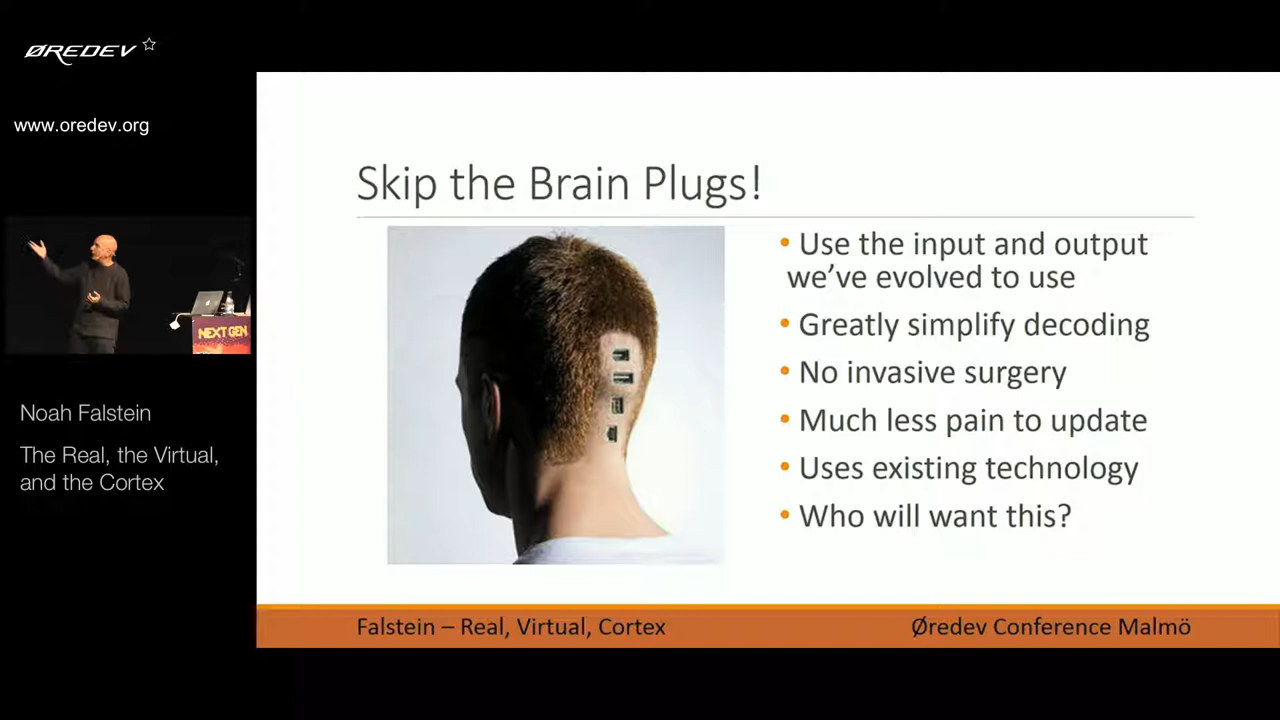 ØREDEV
www.oredev.org
NEXT GEN
Noah Falstein
The Real, the Virtual,
and the Cortex
Skip the Brain Plugs!
• Use the input and output
we’ve evolved to use
• Greatly simplify decoding
• No invasive surgery
• Much less pain to update
• Uses existing technology
• Who will want this?
Falstein – Real, Virtual, Cortex
Øredev Conference Malmö